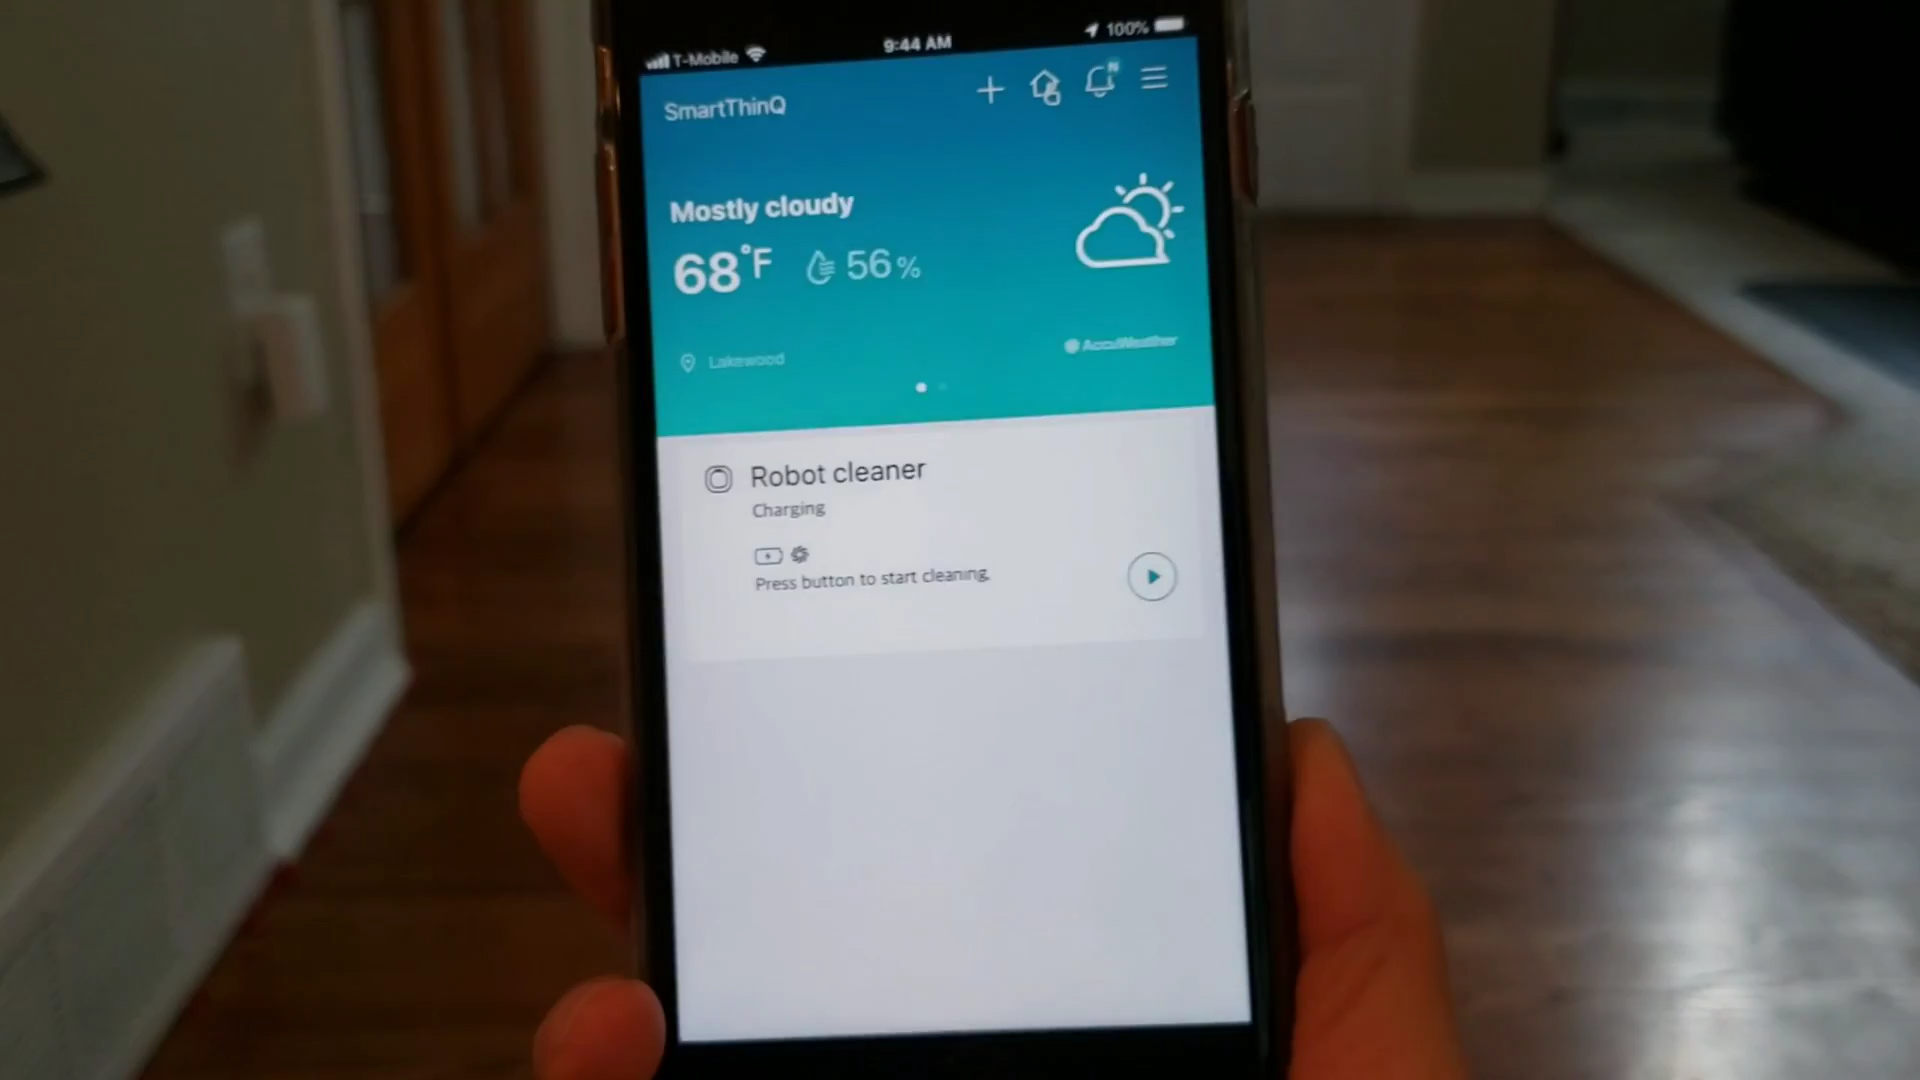 T-Mobile 9:44 AM 100%
SmartThinQ
N
Mostly cloudy
68°F 56%
Lakewood AccuWeather
Robot cleaner
Charging
Press button to start cleaning.